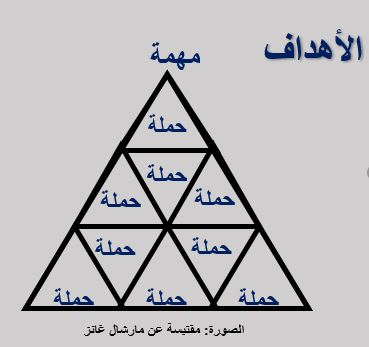 الأهداف
مهمة
حملة
حملة
حملة حملة
حملة حملة
حملة حملة حملة
الصورة: مقتبسة عن مارشال غانز